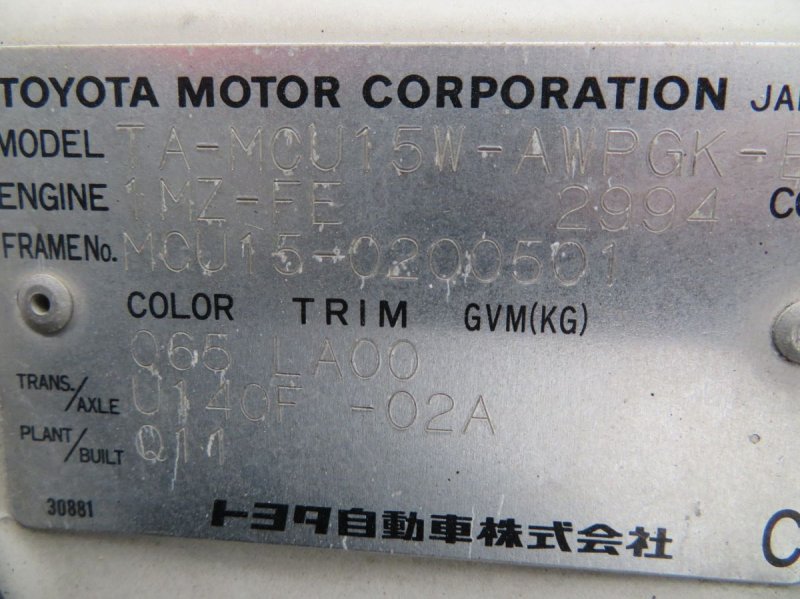 TOYOTA MOTOR CORPORATION JA
MODEL TA-MCU15W-AWPGK-
ENGINE 1MZ-FE 2994 C
FRAME No. MCU15-0200501
COLOR TRIM GVM(KG)
065 LA00
TRANS./AXLE U140F -02A
PLANT/BUILT Q11
30881 トヨタ自動車株式会社 C